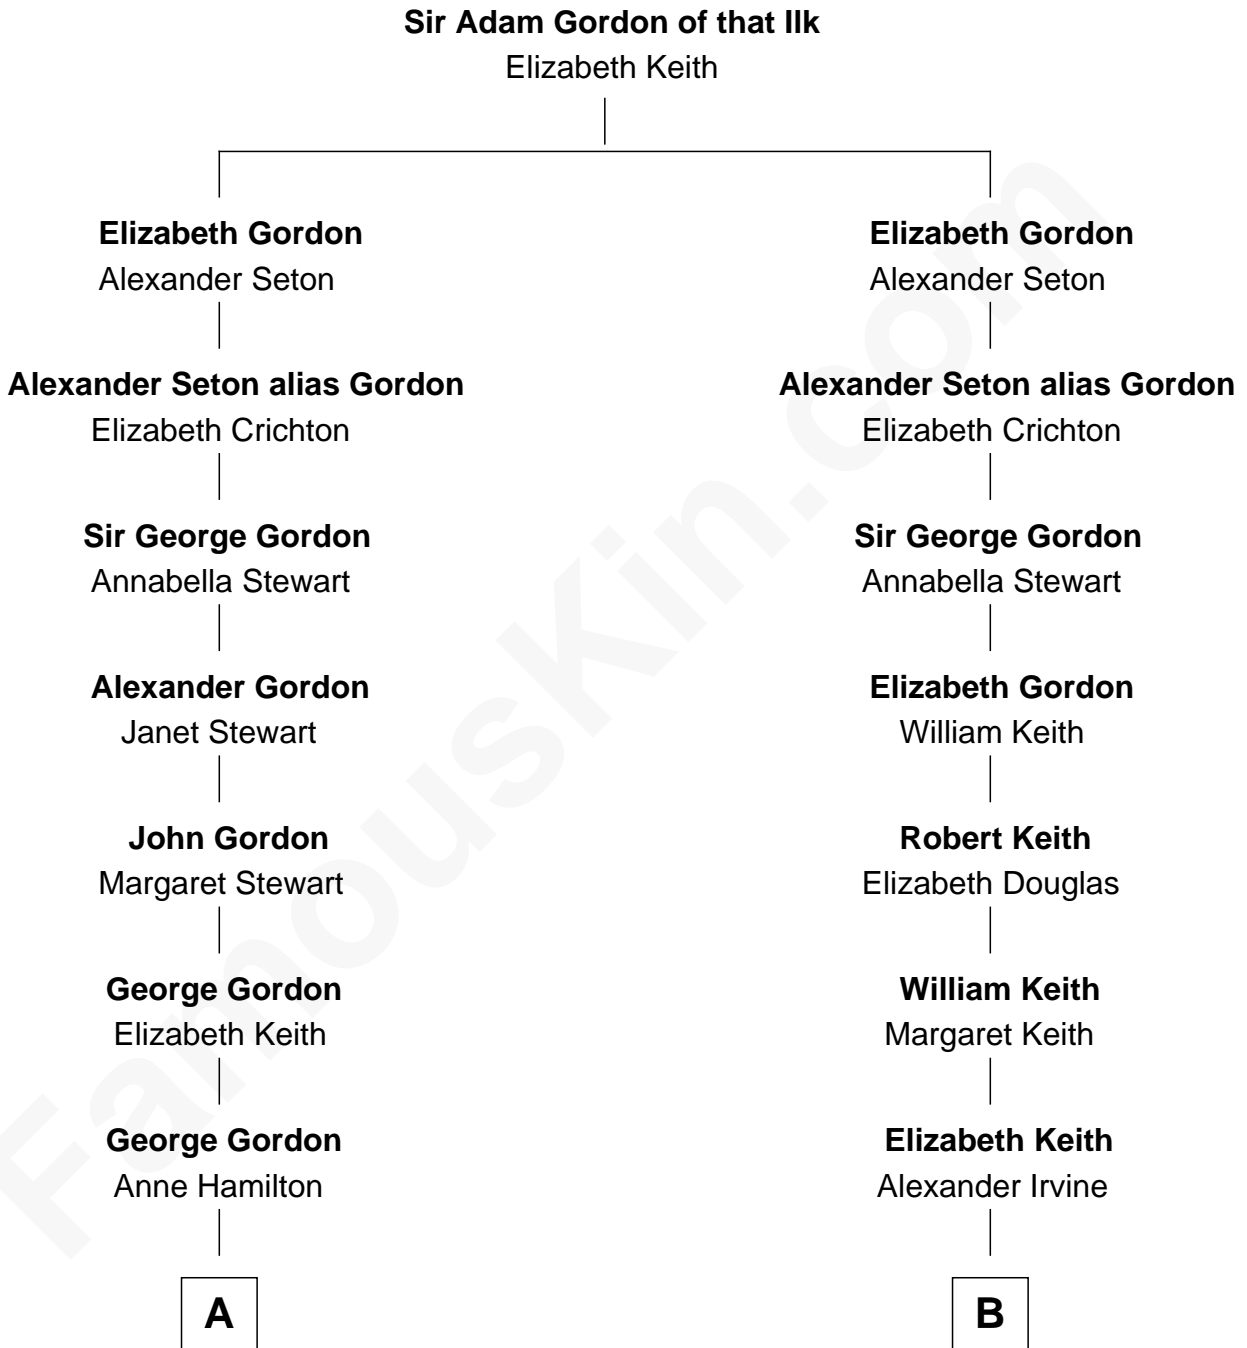 Sir Adam Gordon of that Ilk
Elizabeth Keith
Elizabeth Gordon
Alexander Seton
Elizabeth Gordon
Alexander Seton
Alexander Seton alias Gordon
Elizabeth Crichton
Alexander Seton alias Gordon
Elizabeth Crichton
Sir George Gordon
Annabella Stewart
Sir George Gordon
Annabella Stewart
Alexander Gordon
Janet Stewart
Elizabeth Gordon
William Keith
John Gordon
Margaret Stewart
Robert Keith
Elizabeth Douglas
George Gordon
Elizabeth Keith
William Keith
Margaret Keith
George Gordon
Anne Hamilton
Elizabeth Keith
Alexander Irvine
A
B
FamousKin.com